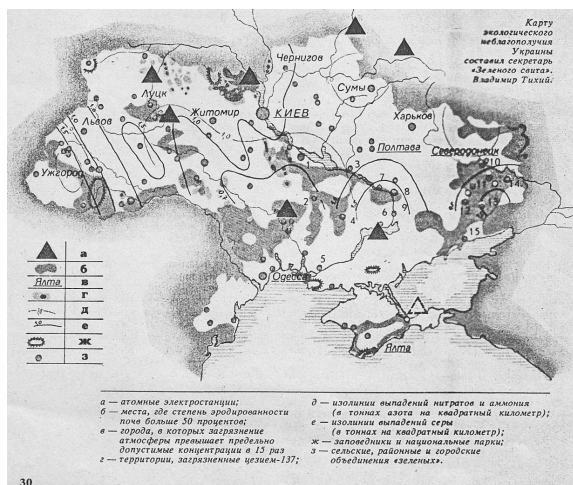 Карту
экологического
неблагополучия
Украины
составил секретарь
«Зеленого свита».
Владимир Тихий.
Чернигов
Луцк
Сумы
Львов
Житомир
КИЕВ
Харьков
Полтава
Северодонецк
Ужгород
Одесса
Ялта
а
б
Ялта в
г
д
е
ж
з
а — атомные электростанции;
б — места, где степень эродированности
почв больше 50 процентов;
в — города, в которых загрязнение
атмосферы превышает предельно
допустимые концентрации в 15 раз
г — территории, загрязненные цезием-137;
д — изолинии выпадений нитратов и аммония
(в тоннах азота на квадратный километр);
е — изолинии выпадений серы
(в тоннах на квадратный километр);
ж — заповедники и национальные парки;
з — сельские, районные и городские
объединения «зеленых».
30